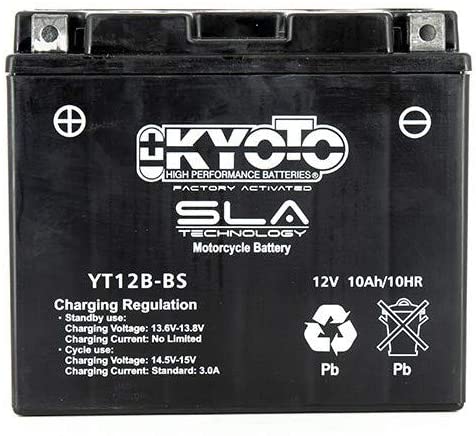 KYOTO
HIGH PERFORMANCE BATTERIES
FACTORY ACTIVATED
SLA
TECHNOLOGY
Motorcycle Battery
YT12B-BS
12V 10Ah/10HR
Charging Regulation
• Standby use:
Charging Voltage: 13.6V-13.8V
Charging Current: No Limited
• Cycle use:
Charging Voltage: 14.5V-15V
Charging Current: Standard: 3.0A
Pb
Pb